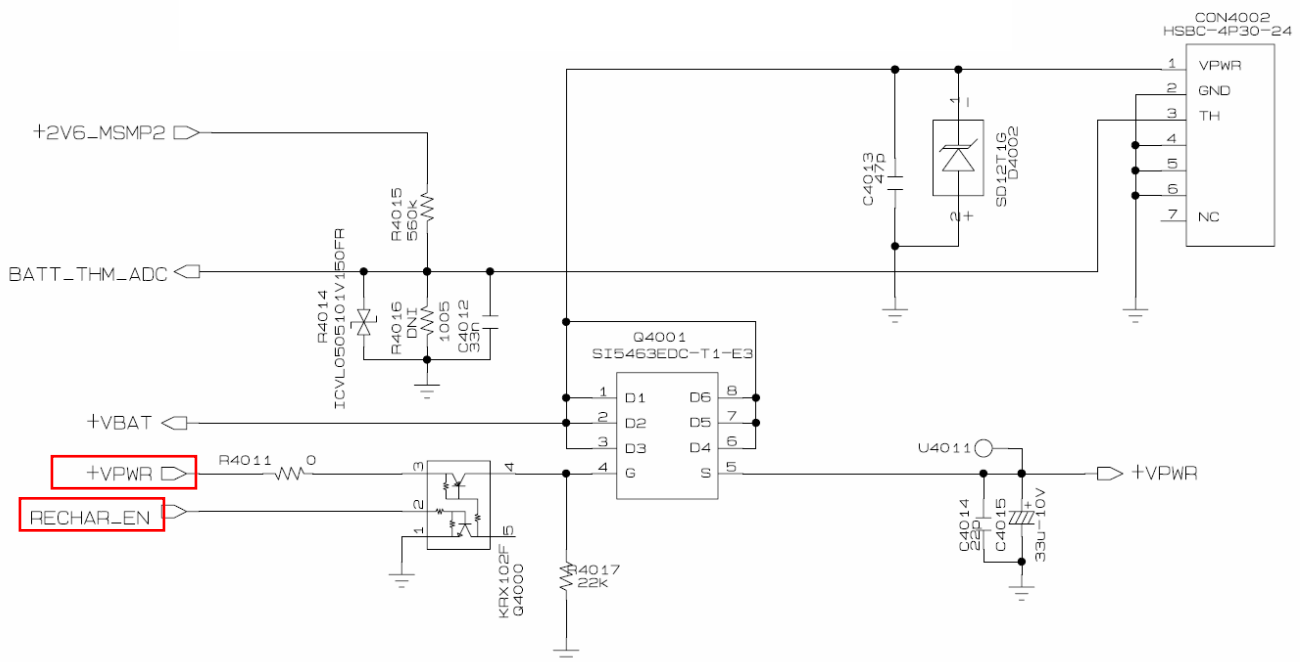 CON4002
HSBC-4P30-24
1 VPWR
2 GND
3 TH
4
5
6
7 NC
+2V6_MSMP2
R4015
560k
BATT_THM_ADC
R4014
ICVL0505101V150FR
R4016
DNI
1005
C4012
33n
C4013
47p
1 -
SD12T1G
D4002
2 +
Q4001
SI5463EDC-T1-E3
1 D1 D6 8
+VBAT
2 D2 D5 7
3 D3 D4 6
4 G S 5
U4011
+VPWR
R4011 0
3 4
+VPWR
RECHAR_EN
2
1 5
KRX102F
Q4000
R4017
22K
C4014
22p
C4015
+
33u-10V